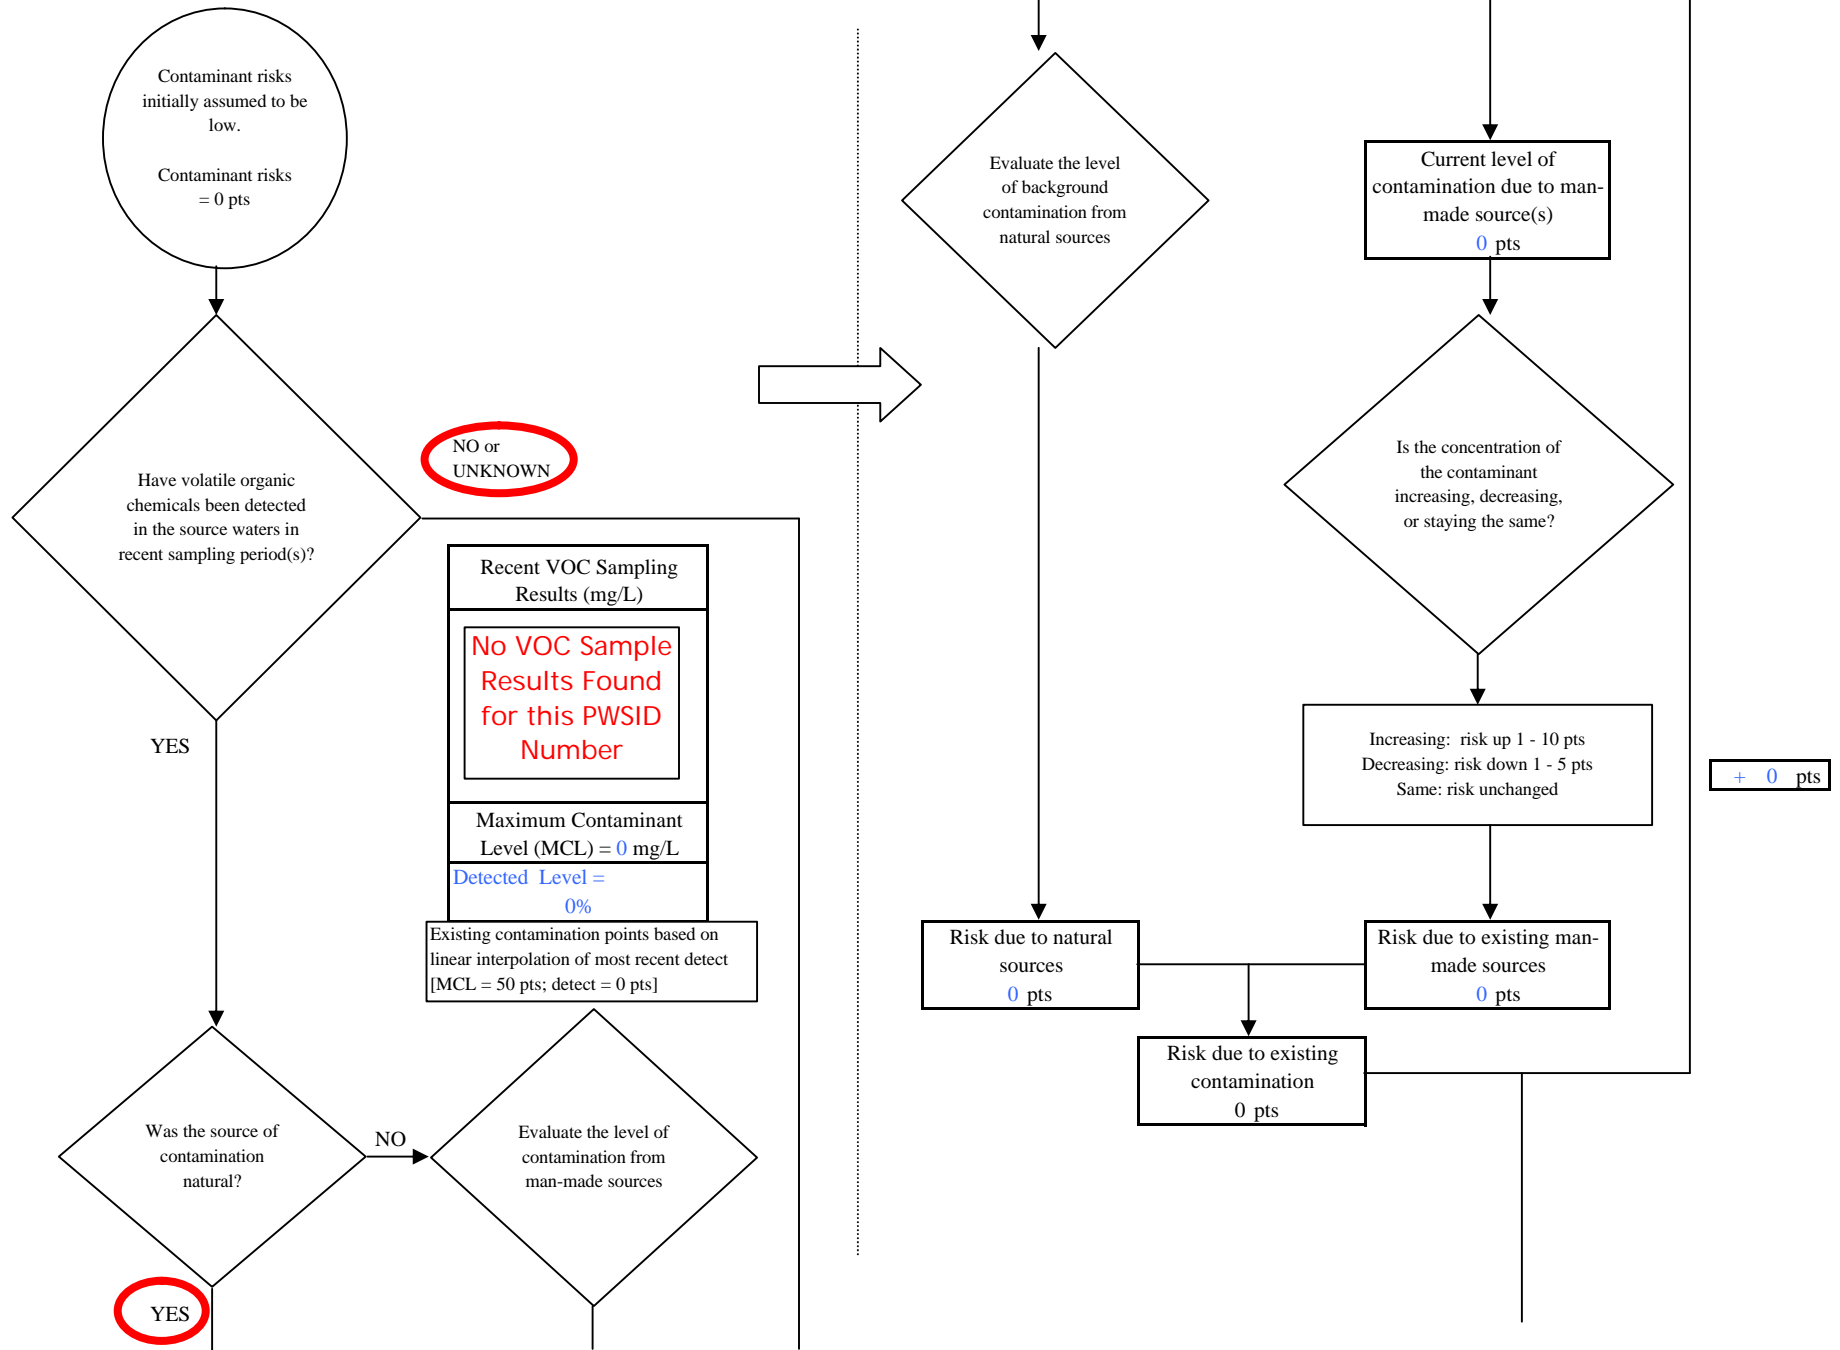 Contaminant risks
initially assumed to be
low.
Contaminant risks
= 0 pts
Have volatile organic
chemicals been detected
in the source waters in
recent sampling period(s)?
NO or
UNKNOWN
YES
Recent VOC Sampling
Results (mg/L)
No VOC Sample
Results Found
for this PWSID
Number
Maximum Contaminant
Level (MCL) = 0 mg/L
Detected Level =
0%
Existing contamination points based on
linear interpolation of most recent detect
[MCL = 50 pts; detect = 0 pts]
Was the source of
contamination
natural?
NO
Evaluate the level of
contamination from
man-made sources
YES
Evaluate the level
of background
contamination from
natural sources
Current level of
contamination due to man-
made source(s)
0 pts
Is the concentration of
the contaminant
increasing, decreasing,
or staying the same?
Increasing: risk up 1 - 10 pts
Decreasing: risk down 1 - 5 pts
Same: risk unchanged
+ 0 pts
Risk due to natural
sources
0 pts
Risk due to existing man-
made sources
0 pts
Risk due to existing
contamination
0 pts